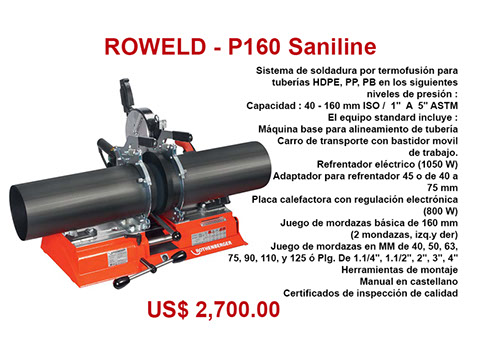 ROWELD - P160 Saniline
Sistema de soldadura por termofusión para
tuberías HDPE, PP, PB en los siguientes
niveles de presión :
Capacidad : 40 - 160 mm ISO / 1" A 5" ASTM
El equipo standard incluye :
Máquina base para alineamiento de tuberia
Carro de transporte con bastidor movil
de trabajo.
Refrentador eléctrico (1050 W)
Adaptador para refrentador 45 o de 40 a
75 mm
Placa calefactora con regulación electrónica
(800 W)
Juego de mordazas básica de 160 mm
(2 mondazas, izq.y der)
Juego de mordazas en MM de 40, 50, 63,
75, 90, 110, y 125 ó Plg. De 1.1/4", 1.1/2", 2", 3", 4"
Herramientas de montaje
Manual en castellano
Certificados de inspección de calidad
ROTHENBERGER
US$ 2,700.00